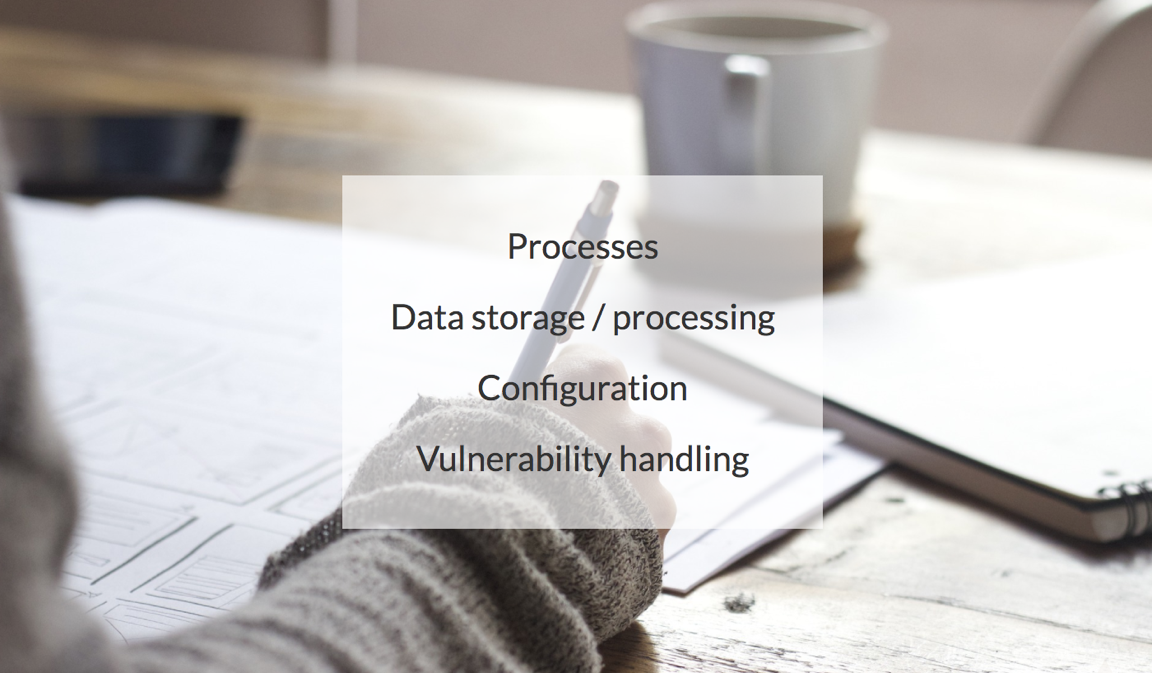 Processes
Data storage / processing
Configuration
Vulnerability handling